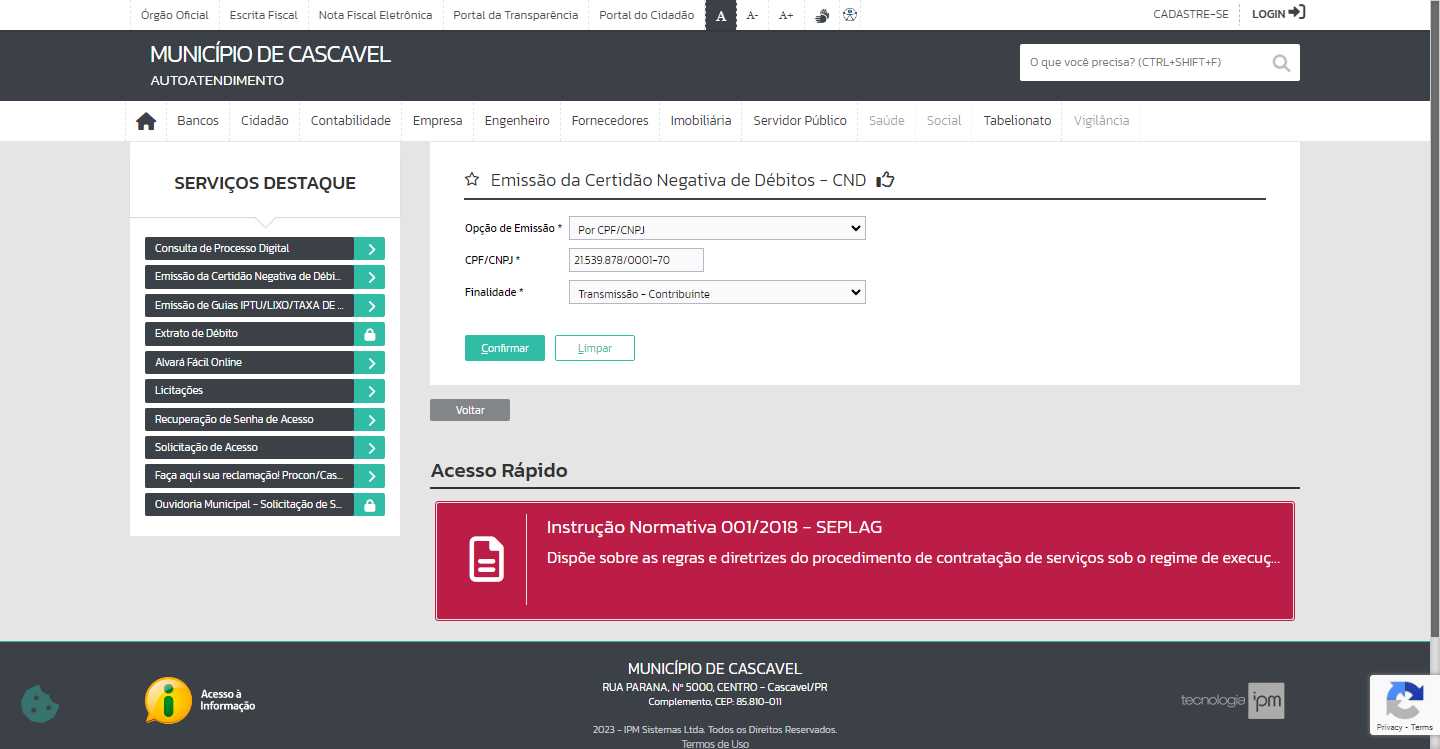 Órgão Oficial Escrita Fiscal Nota Fiscal Eletrônica Portal da Transparência Portal do Cidadão A A- A+ CADASTRE-SE LOGIN
MUNICÍPIO DE CASCAVEL
AUTOATENDIMENTO
O que você precisa? (CTRL+SHIFT+F)
Bancos Cidadão Contabilidade Empresa Engenheiro Fornecedores Imobiliária Servidor Público Saúde Social Tabelionato Vigilância
SERVIÇOS DESTAQUE
Consulta de Processo Digital
Emissão da Certidão Negativa de Débi...
Emissão de Guias IPTU/LIXO/TAXA DE ...
Extrato de Débito
Alvará Fácil Online
Licitações
Recuperação de Senha de Acesso
Solicitação de Acesso
Faça aqui sua reclamação! Procon/Cas...
Ouvidoria Municipal - Solicitação de S...
Emissão da Certidão Negativa de Débitos - CND
Opção de Emissão * Por CPF/CNPJ
CPF/CNPJ * 21.539.878/0001-70
Finalidade * Transmissão - Contribuinte
Confirmar Limpar
Voltar
Acesso Rápido
Instrução Normativa 001/2018 - SEPLAG
Dispõe sobre as regras e diretrizes do procedimento de contratação de serviços sob o regime de execuç...
Acesso à
Informação
MUNICÍPIO DE CASCAVEL
RUA PARANA, Nº 5000, CENTRO - Cascavel/PR
Complemento, CEP: 85.810-011
2023 - IPM Sistemas Ltda. Todos os Direitos Reservados.
Termos de Uso
tecnologia ipm
Privacy - Terms